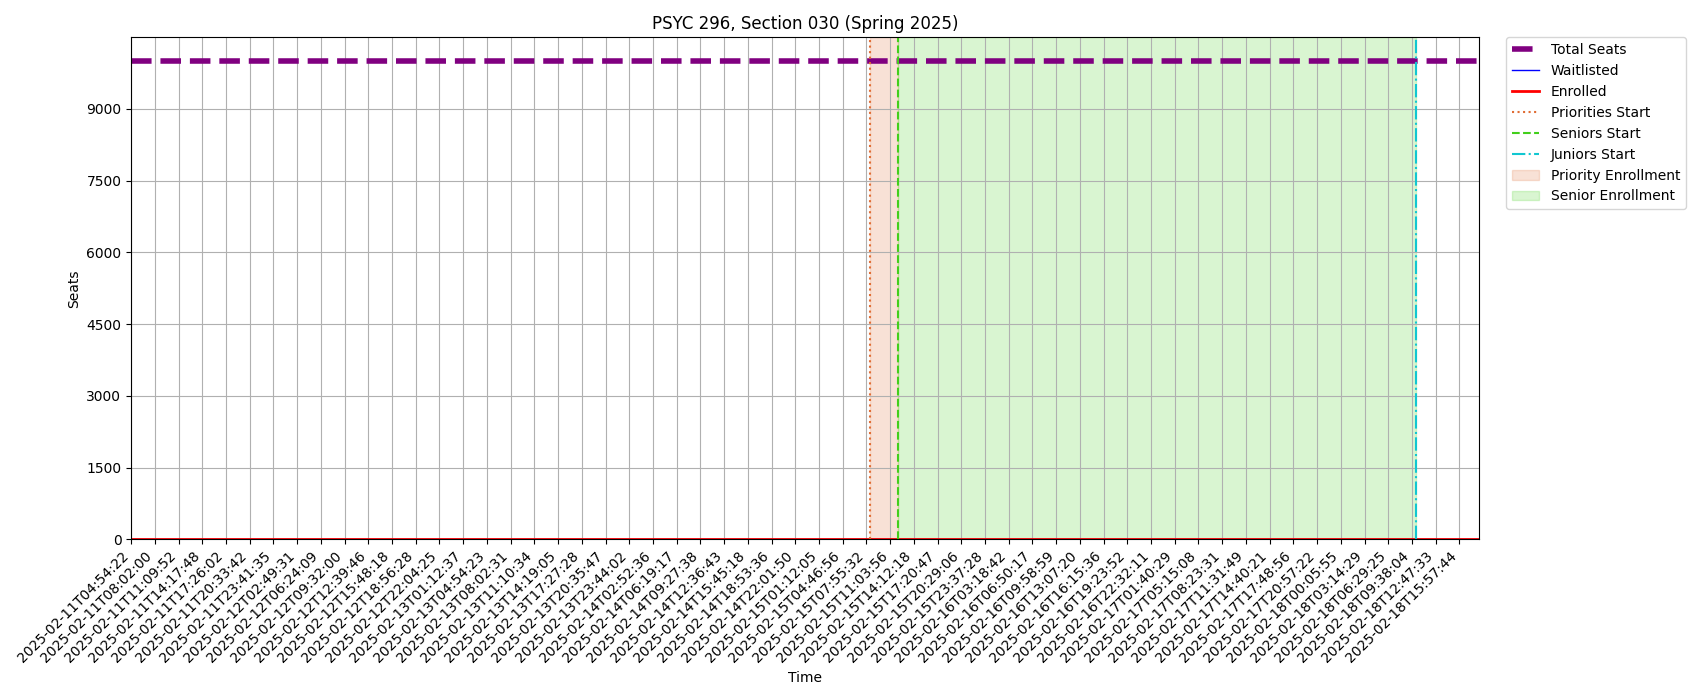 PSYC 296, Section 030 (Spring 2025)
Total Seats
Waitlisted
Enrolled
Priorities Start
Seniors Start
Juniors Start
Priority Enrollment
Senior Enrollment
Seats
9000
7500
6000
4500
3000
1500
0
2025-02-11T04:54:22
2025-02-11T08:02:00
2025-02-11T11:09:52
2025-02-11T14:17:48
2025-02-11T17:26:02
2025-02-11T20:33:42
2025-02-11T23:41:35
2025-02-12T02:49:31
2025-02-12T06:24:09
2025-02-12T09:32:00
2025-02-12T12:39:46
2025-02-12T15:48:18
2025-02-12T18:56:28
2025-02-12T22:04:25
2025-02-13T01:12:37
2025-02-13T04:54:23
2025-02-13T08:02:31
2025-02-13T11:10:34
2025-02-13T14:19:05
2025-02-13T17:27:28
2025-02-13T20:35:47
2025-02-13T23:44:02
2025-02-14T02:52:36
2025-02-14T06:19:17
2025-02-14T09:27:38
2025-02-14T12:36:43
2025-02-14T15:45:18
2025-02-14T18:53:36
2025-02-14T22:01:50
2025-02-15T01:12:05
2025-02-15T04:46:56
2025-02-15T07:55:32
2025-02-15T11:03:56
2025-02-15T14:12:18
2025-02-15T17:20:47
2025-02-15T20:29:06
2025-02-15T23:37:28
2025-02-16T03:18:42
2025-02-16T06:50:17
2025-02-16T09:58:59
2025-02-16T13:07:20
2025-02-16T16:15:36
2025-02-16T19:23:52
2025-02-16T22:32:11
2025-02-17T01:40:29
2025-02-17T05:15:08
2025-02-17T08:23:31
2025-02-17T11:31:49
2025-02-17T14:40:21
2025-02-17T17:48:56
2025-02-17T20:57:22
2025-02-18T00:05:55
2025-02-18T03:14:29
2025-02-18T06:29:25
2025-02-18T09:38:04
2025-02-18T12:47:33
2025-02-18T15:57:44
Time